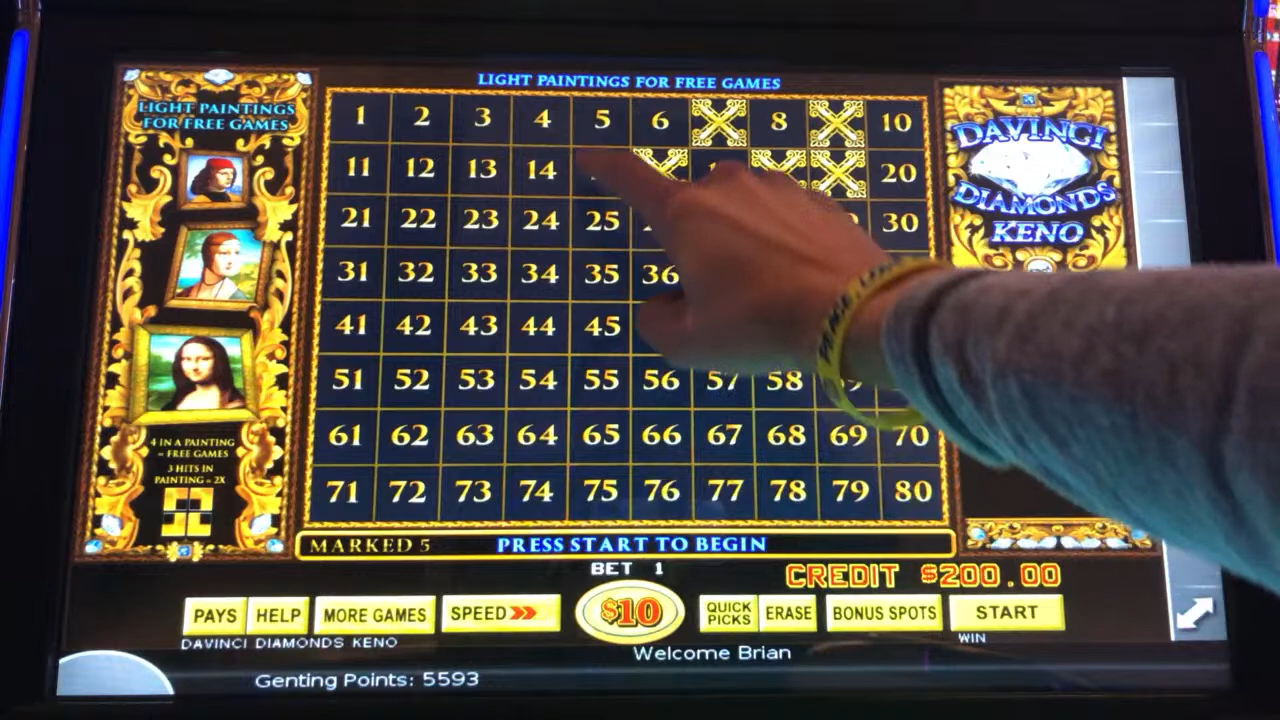 LIGHT PAINTINGS FOR FREE GAMES
LIGHT PAINTINGS
FOR FREE GAMES
4 IN A PAINTING
= FREE GAMES
3 HITS IN
PAINTING = 2X
1 2 3 4 5 6 8 10
11 12 13 14 20
21 22 23 24 25 30
31 32 33 34 35 36
41 42 43 44 45
51 52 53 54 55 56 57 58
61 62 63 64 65 66 67 68 69 70
71 72 73 74 75 76 77 78 79 80
DAVINCI
DIAMONDS
KENO
MARKED 5 PRESS START TO BEGIN
BET 1
CREDIT $200.00
PAYS HELP MORE GAMES SPEED $10 QUICK PICKS ERASE BONUS SPOTS START
DAVINCI DIAMONDS KENO
WIN
Welcome Brian
Genting Points: 5593